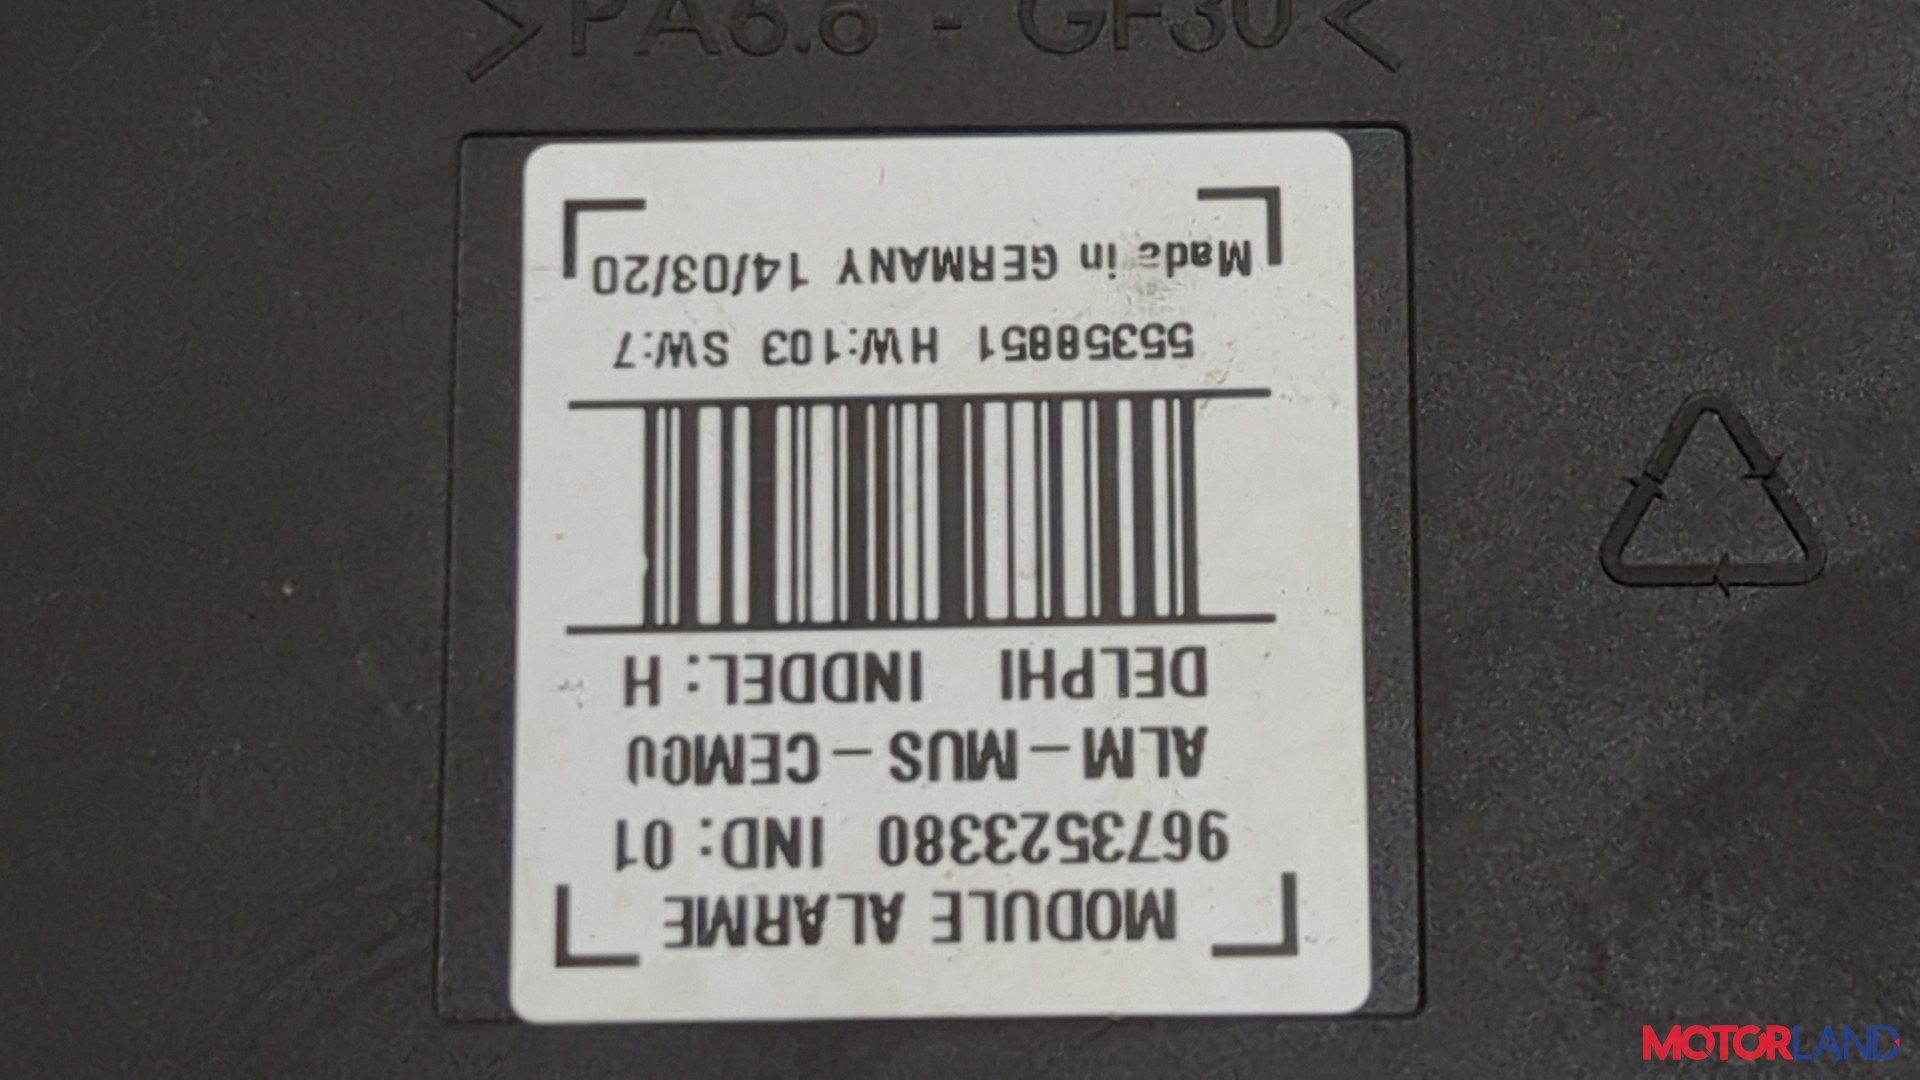 >PA6.6 - GF30<
MODULE ALARME
9673523380 IND: 01
ALM-MUS-CEMev
DELPHI INDDEL: H
55358851 HW:103 SW:7
Made in GERMANY 14/03/20
MOTORLAND